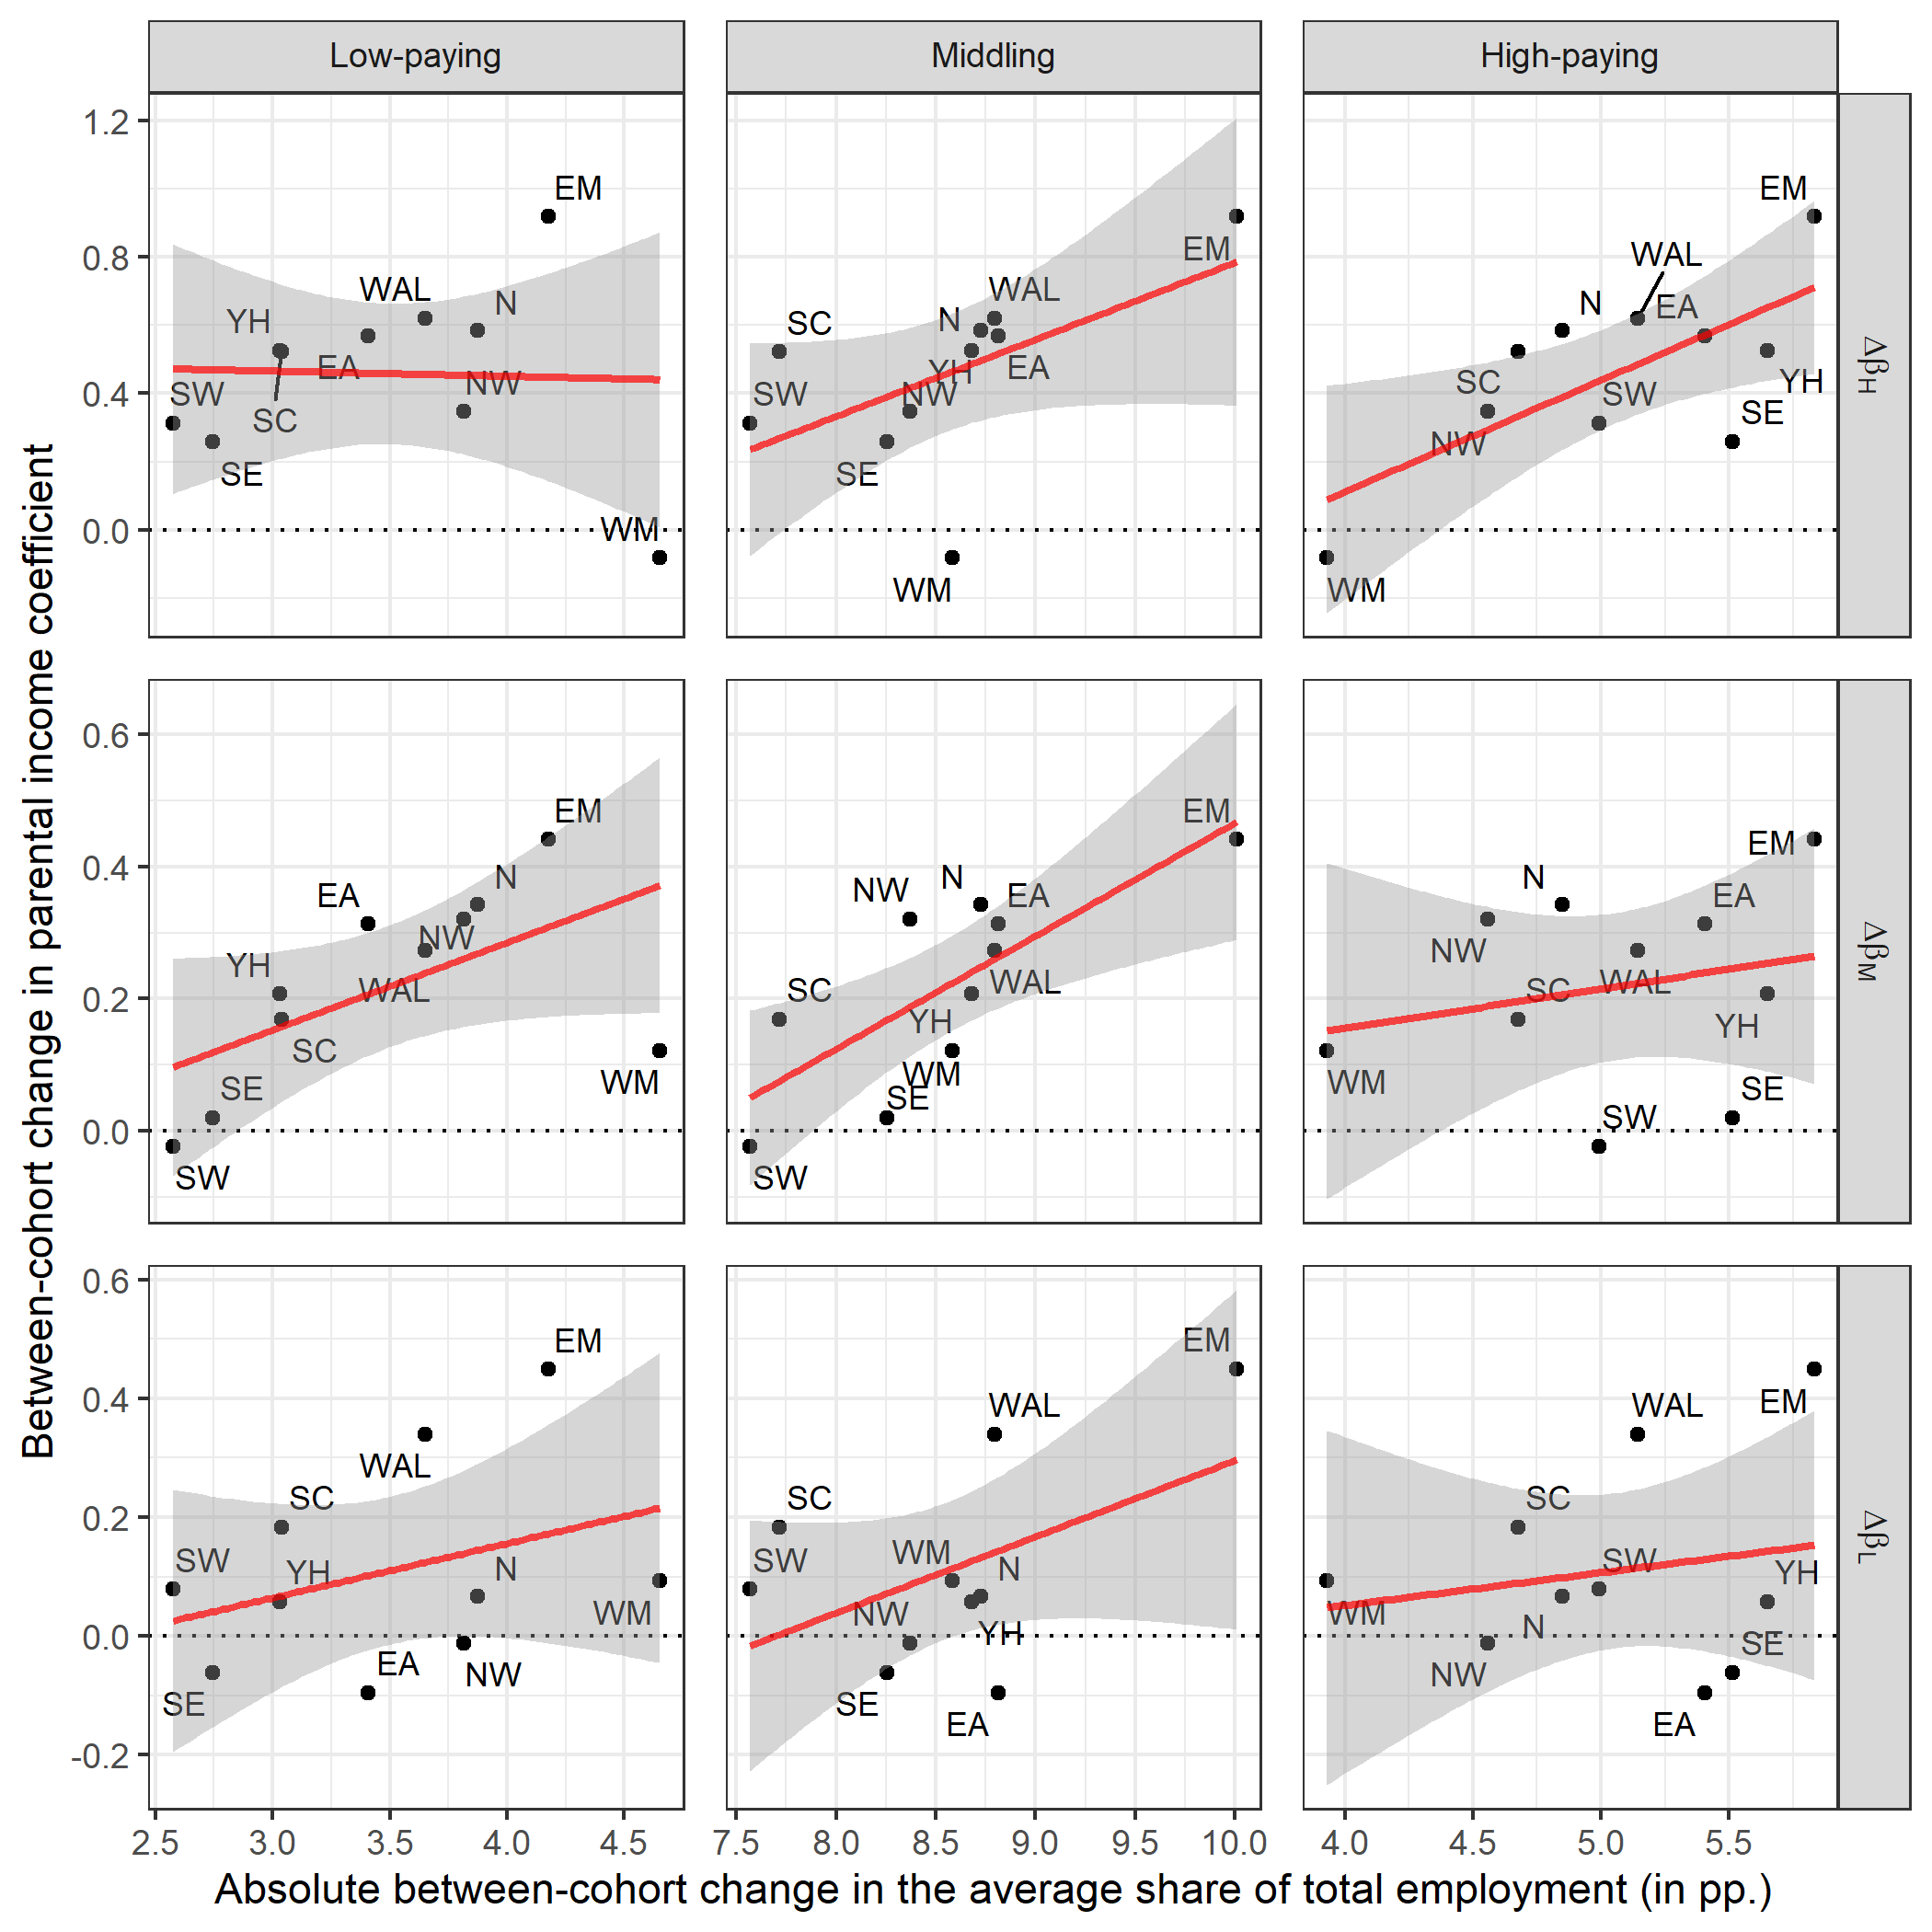 Low-paying Middling High-paying
1.2
EM
EM
EM
0.8
WAL
WAL
WAL
YH
N
SC
N
N
EA
EA
YH
EA
0.4
SW
NW
SW
NW
SC
SW
YH
SC
SE
SE
NW
SE
0.0
WM
WM
WM
ΔβH
0.6
EM
EM
EM
0.4
EA
N
NW
N
EA
N
EA
YH
NW
NW
0.2
WAL
SC
WAL
SC
WAL
SC
YH
YH
SE
WM
WM
SE
WM
SE
0.0
SW
SW
SW
ΔβM
0.6
EM
EM
0.4
WAL
WAL
EM
WAL
0.2
SC
SC
SC
SW
YH
N
SW
WM
N
SW
YH
WM
NW
YH
WM
N
SE
0.0
SE
EA
NW
SE
EA
NW
EA
-0.2
ΔβL
2.5 3.0 3.5 4.0 4.5 7.5 8.0 8.5 9.0 9.5 10.0 4.0 4.5 5.0 5.5
Absolute between-cohort change in the average share of total employment (in pp.)
Between-cohort change in parental income coefficient